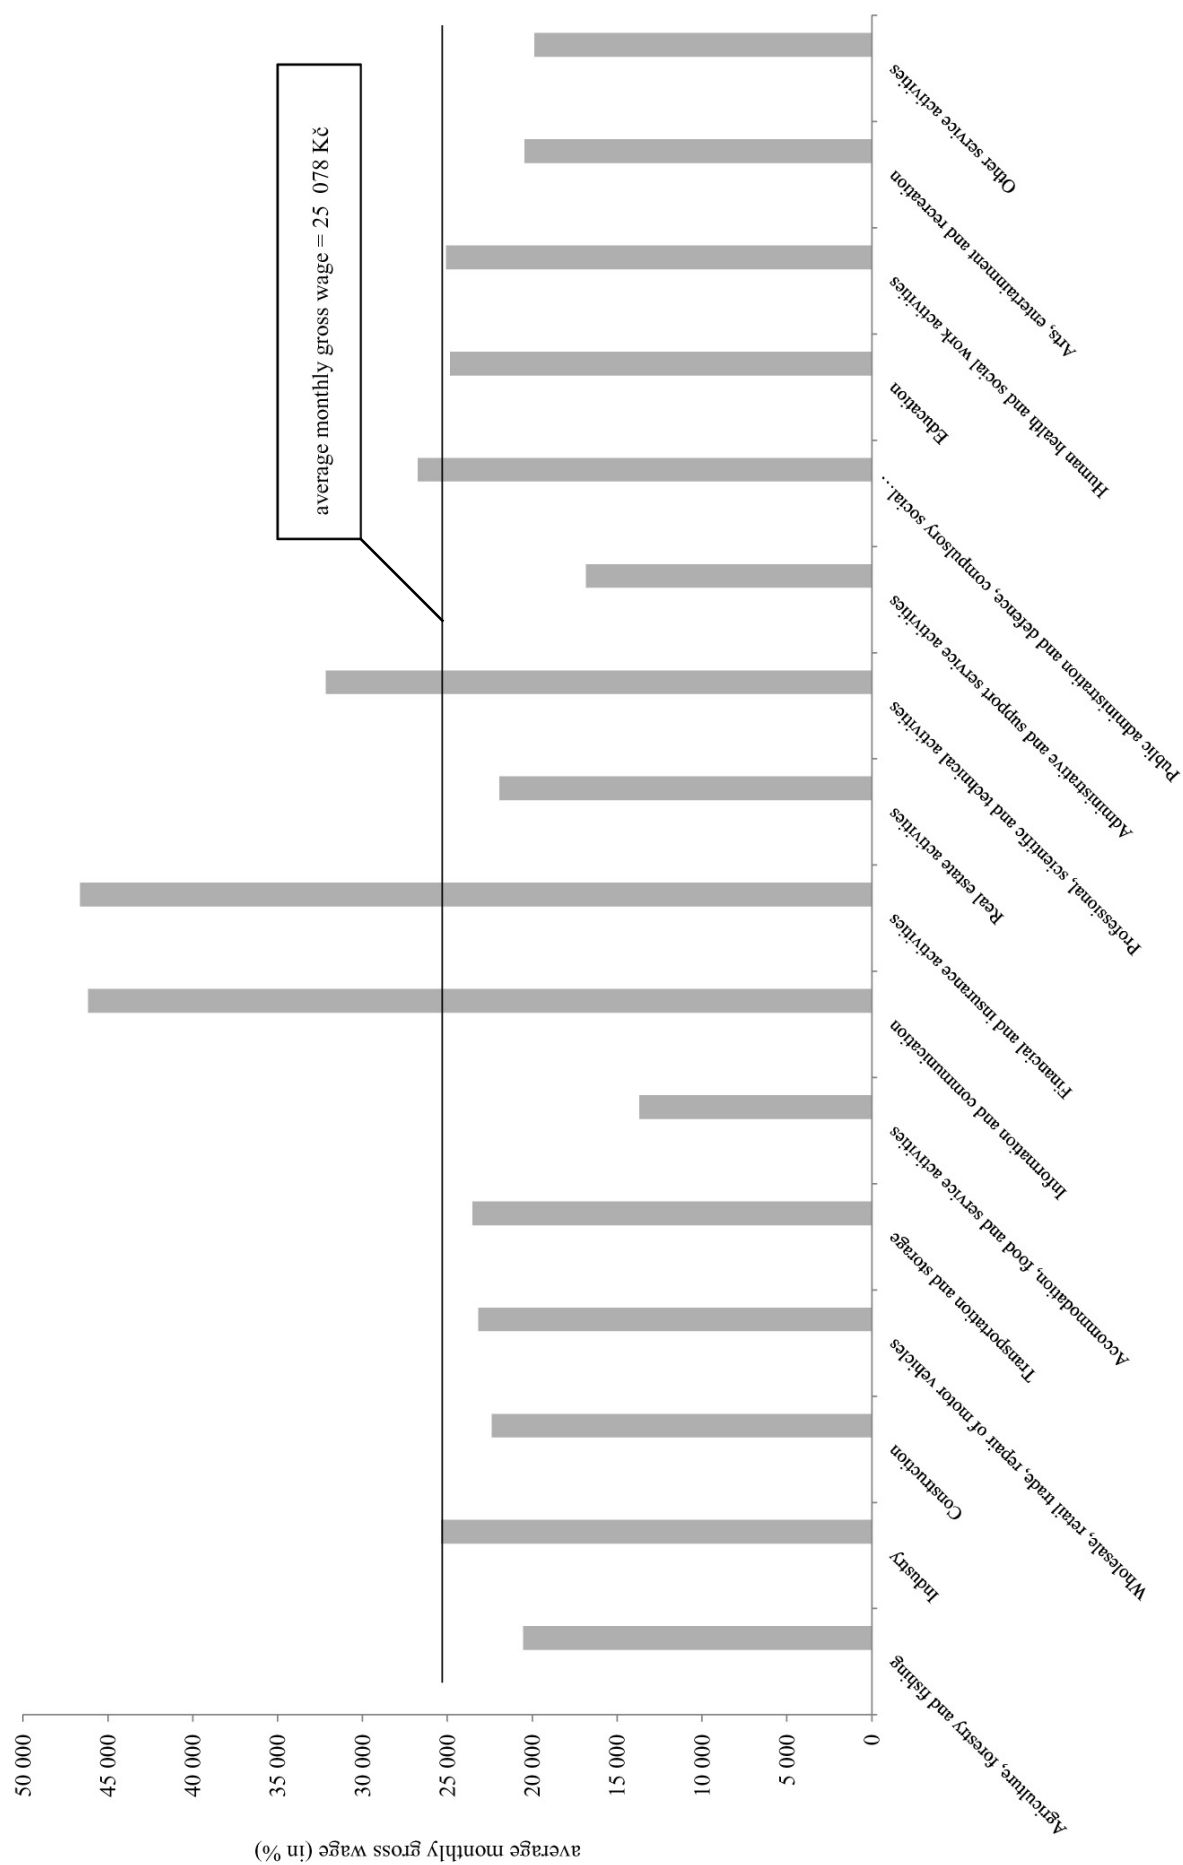 average monthly gross wage (in %)
50 000
45 000
40 000
35 000
30 000
25 000
20 000
15 000
10 000
5 000
0
average monthly gross wage = 25 078 Kč
Agriculture, forestry and fishing
Industry
Construction
Wholesale, retail trade, repair of motor vehicles
Transportation and storage
Accommodation, food and service activities
Information and communication
Financial and insurance activities
Real estate activities
Professional, scientific and technical activities
Administrative and support service activities
Public administration and defence, compulsory social…
Education
Human health and social work activities
Arts, entertainment and recreation
Other service activities